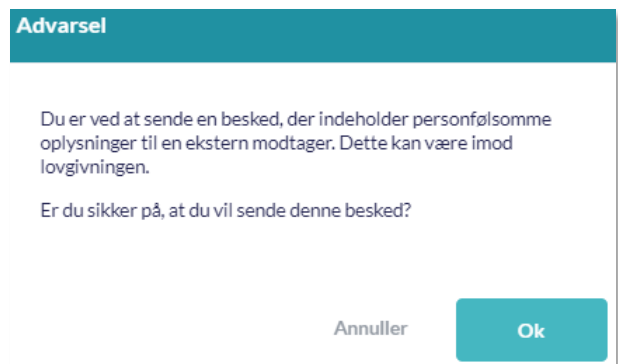 Advarsel
Du er ved at sende en besked, der indeholder personfølsomme
oplysninger til en ekstern modtager. Dette kan være imod
lovgivningen.
Er du sikker på, at du vil sende denne besked?
Annuller
Ok